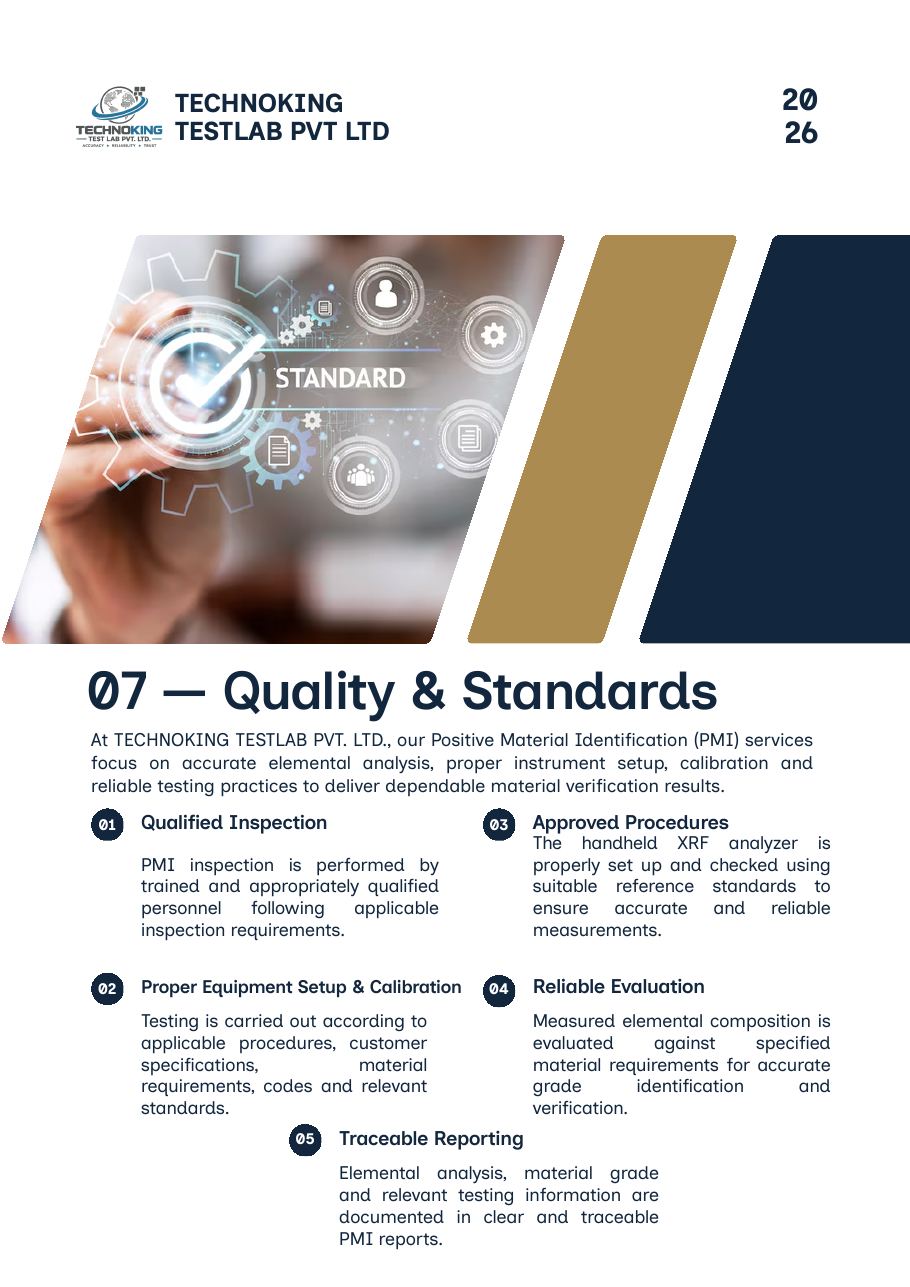 TECHNOKING
TEST LAB PVT. LTD.
ACCURACY • RELIABILITY • TRUST
TECHNOKING
TESTLAB PVT LTD
20
26
STANDARD
07 — Quality & Standards
At TECHNOKING TESTLAB PVT. LTD., our Positive Material Identification (PMI) services
focus on accurate elemental analysis, proper instrument setup, calibration and
reliable testing practices to deliver dependable material verification results.
01 Qualified Inspection
PMI inspection is performed by
trained and appropriately qualified
personnel following applicable
inspection requirements.
02 Proper Equipment Setup & Calibration
Testing is carried out according to
applicable procedures, customer
specifications, material
requirements, codes and relevant
standards.
03 Approved Procedures
The handheld XRF analyzer is
properly set up and checked using
suitable reference standards to
ensure accurate and reliable
measurements.
04 Reliable Evaluation
Measured elemental composition is
evaluated against specified
material requirements for accurate
grade identification and
verification.
05 Traceable Reporting
Elemental analysis, material grade
and relevant testing information are
documented in clear and traceable
PMI reports.